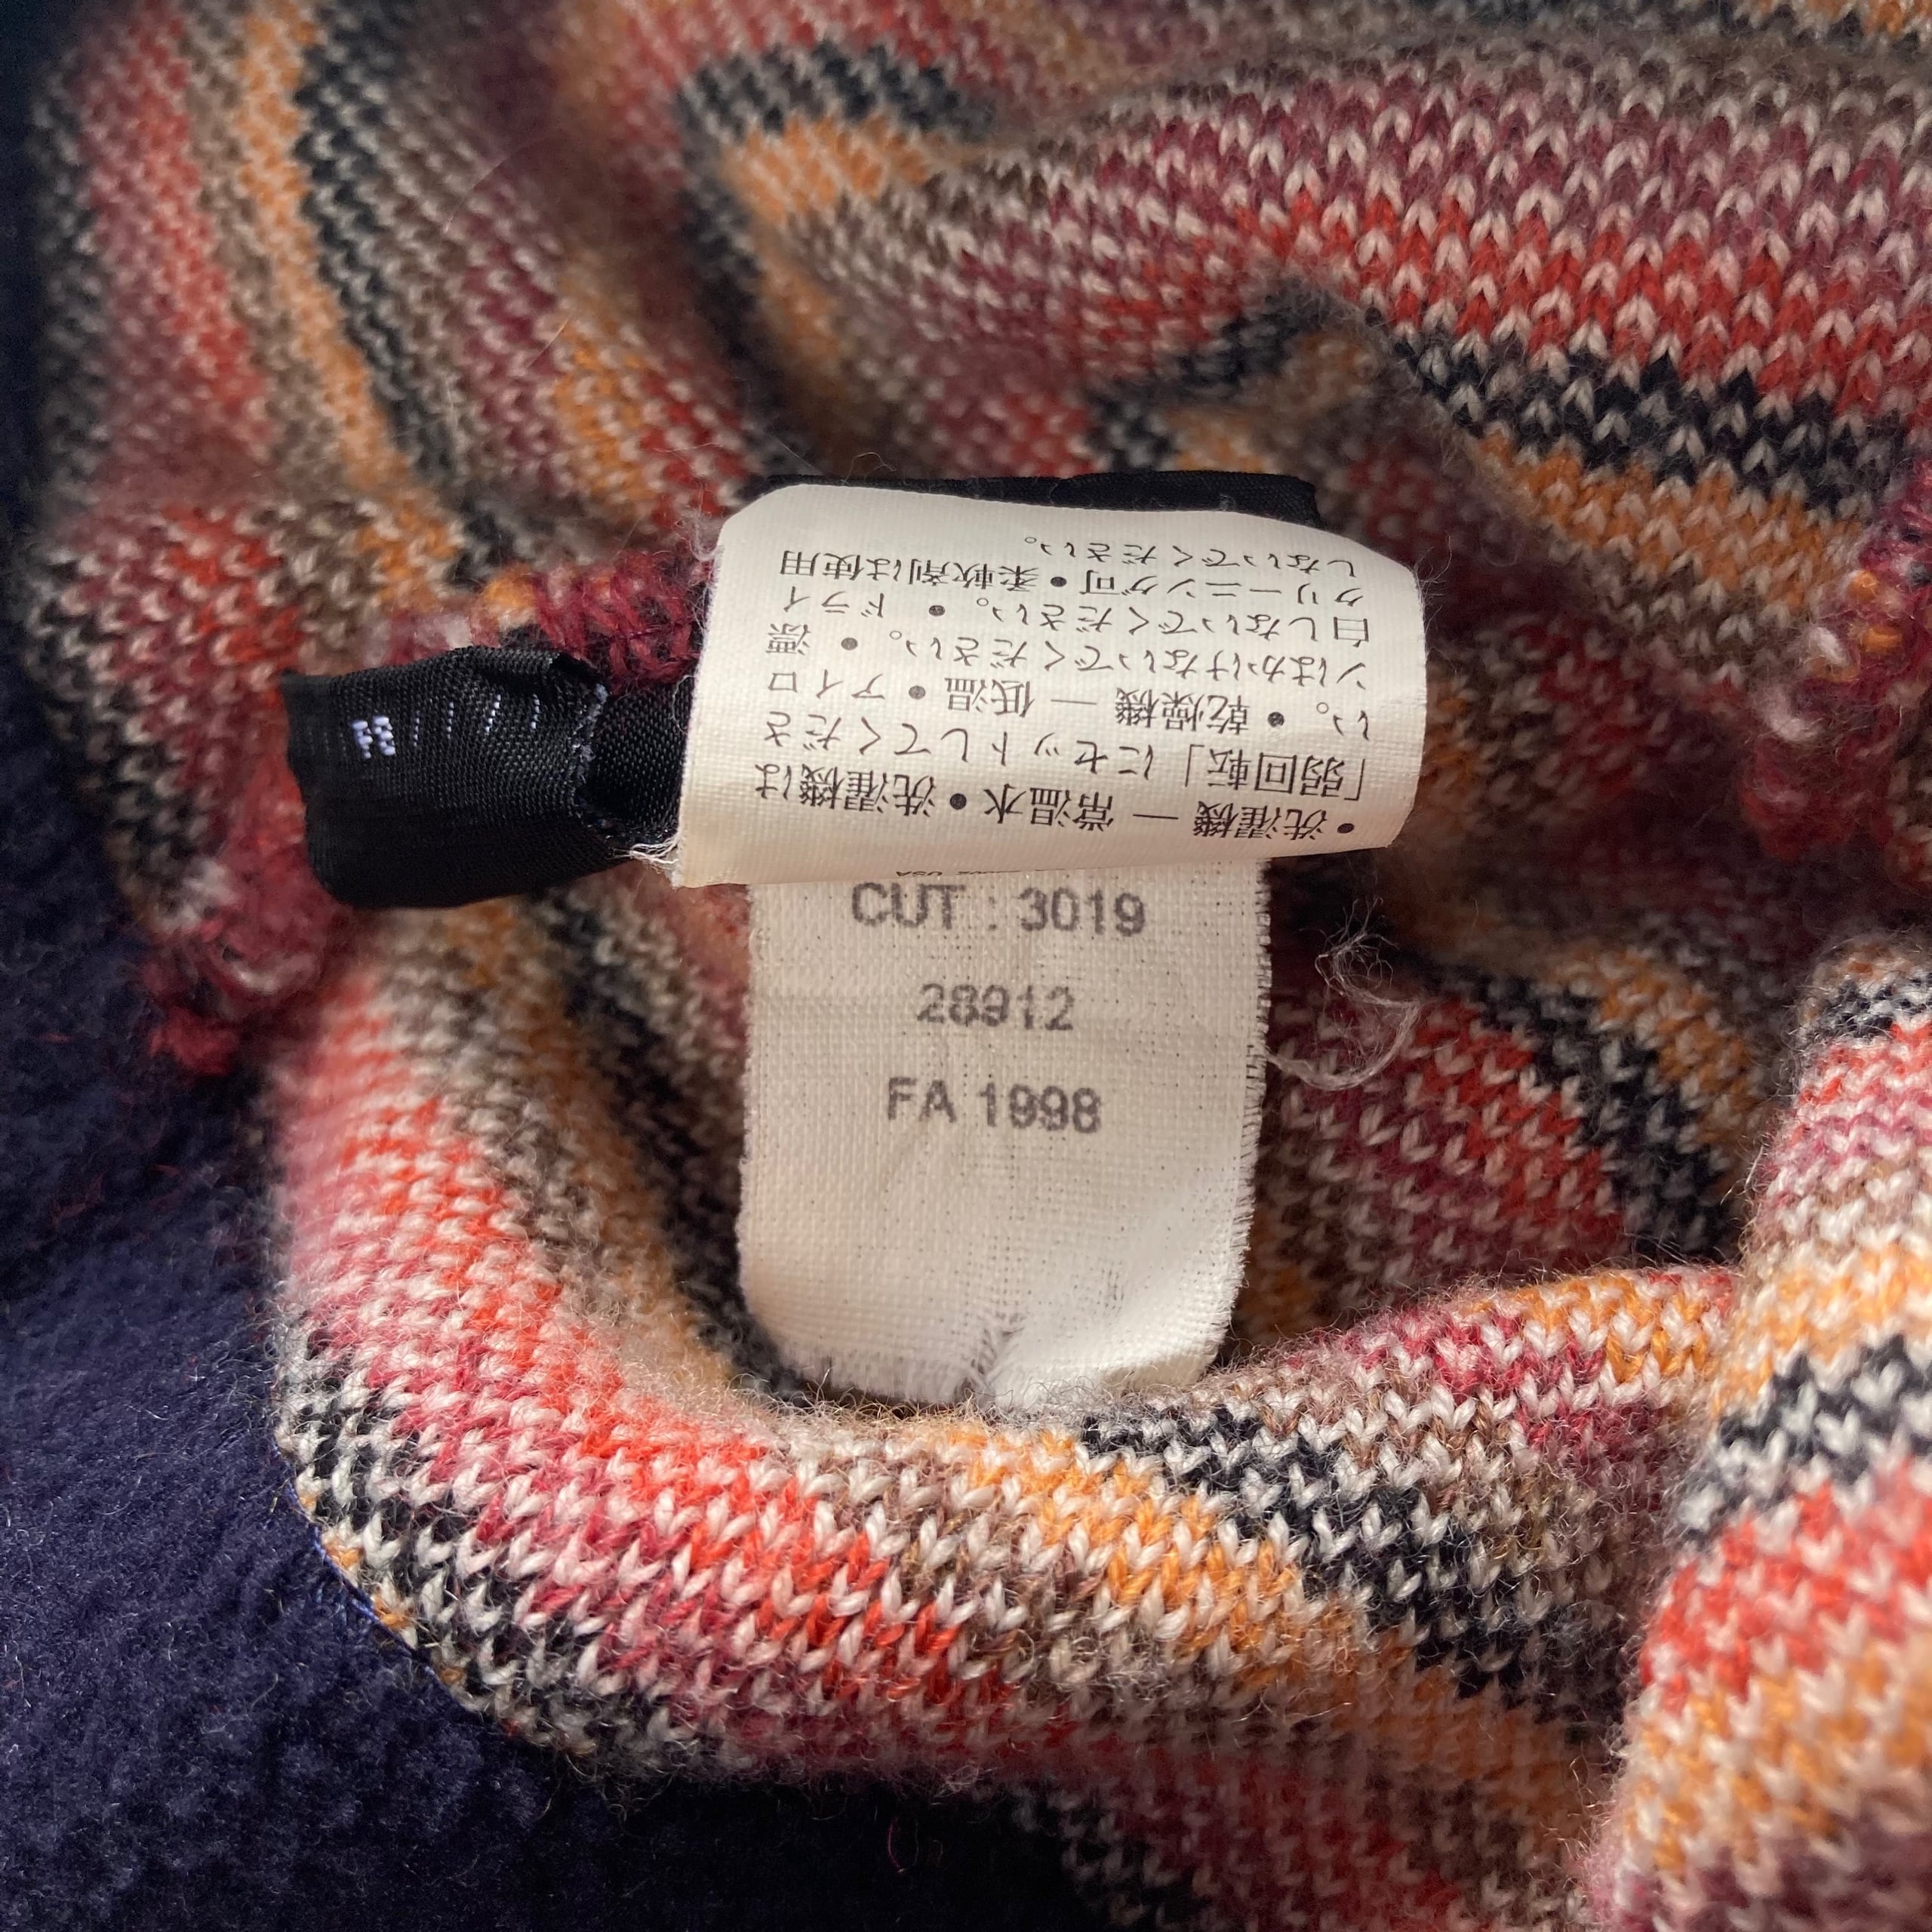 •洗濯機 — 常温水•洗濯機は
「弱回転」にセットしてくださ
い。•乾燥機 — 低温•アイロ
ンはかけないでください。•漂
白しないでください。•ドライ
クリーニング可•柔軟剤は使用
しないでください。
USA
CUT : 3019
28912
FA 1998